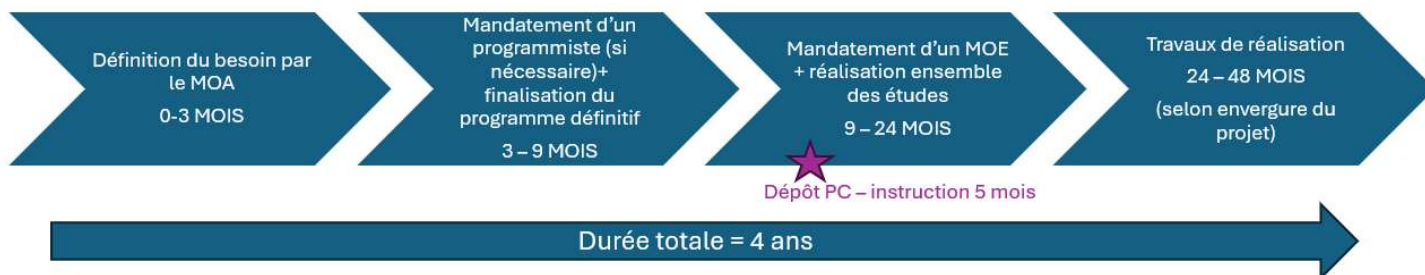 Définition du besoin par
le MOA
0-3 MOIS
Mandatement d'un
programmiste (si
nécessaire)+
finalisation du
programme définitif
3 – 9 MOIS
Mandatement d'un MOE
+ réalisation ensemble
des études
9 – 24 MOIS
Travaux de réalisation
24 – 48 MOIS
(selon envergure du
projet)
Dépôt PC – instruction 5 mois
Durée totale = 4 ans